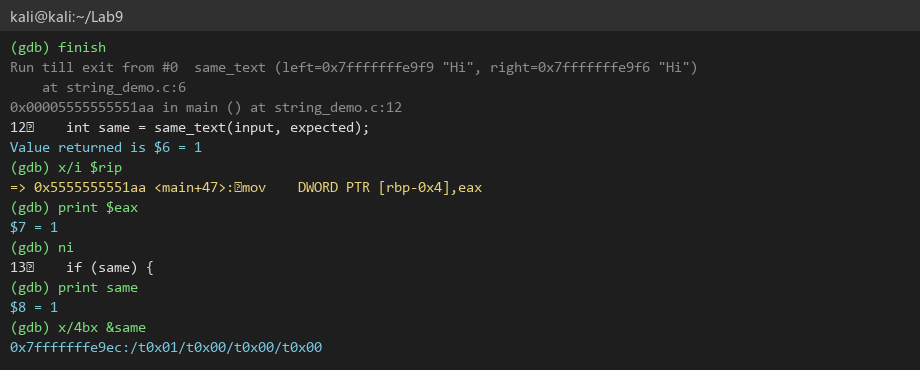 kali@kali:~/Lab9
(gdb) finish
Run till exit from #0  same_text (left=0x7fffffffe9f9 "Hi", right=0x7fffffffe9f6 "Hi")
    at string_demo.c:6
0x00005555555551aa in main () at string_demo.c:12
12    int same = same_text(input, expected);
Value returned is $6 = 1
(gdb) x/i $rip
=> 0x5555555551aa <main+47>:mov    DWORD PTR [rbp-0x4],eax
(gdb) print $eax
$7 = 1
(gdb) ni
13    if (same) {
(gdb) print same
$8 = 1
(gdb) x/4bx &same
0x7fffffffe9ec:/t0x01/t0x00/t0x00/t0x00